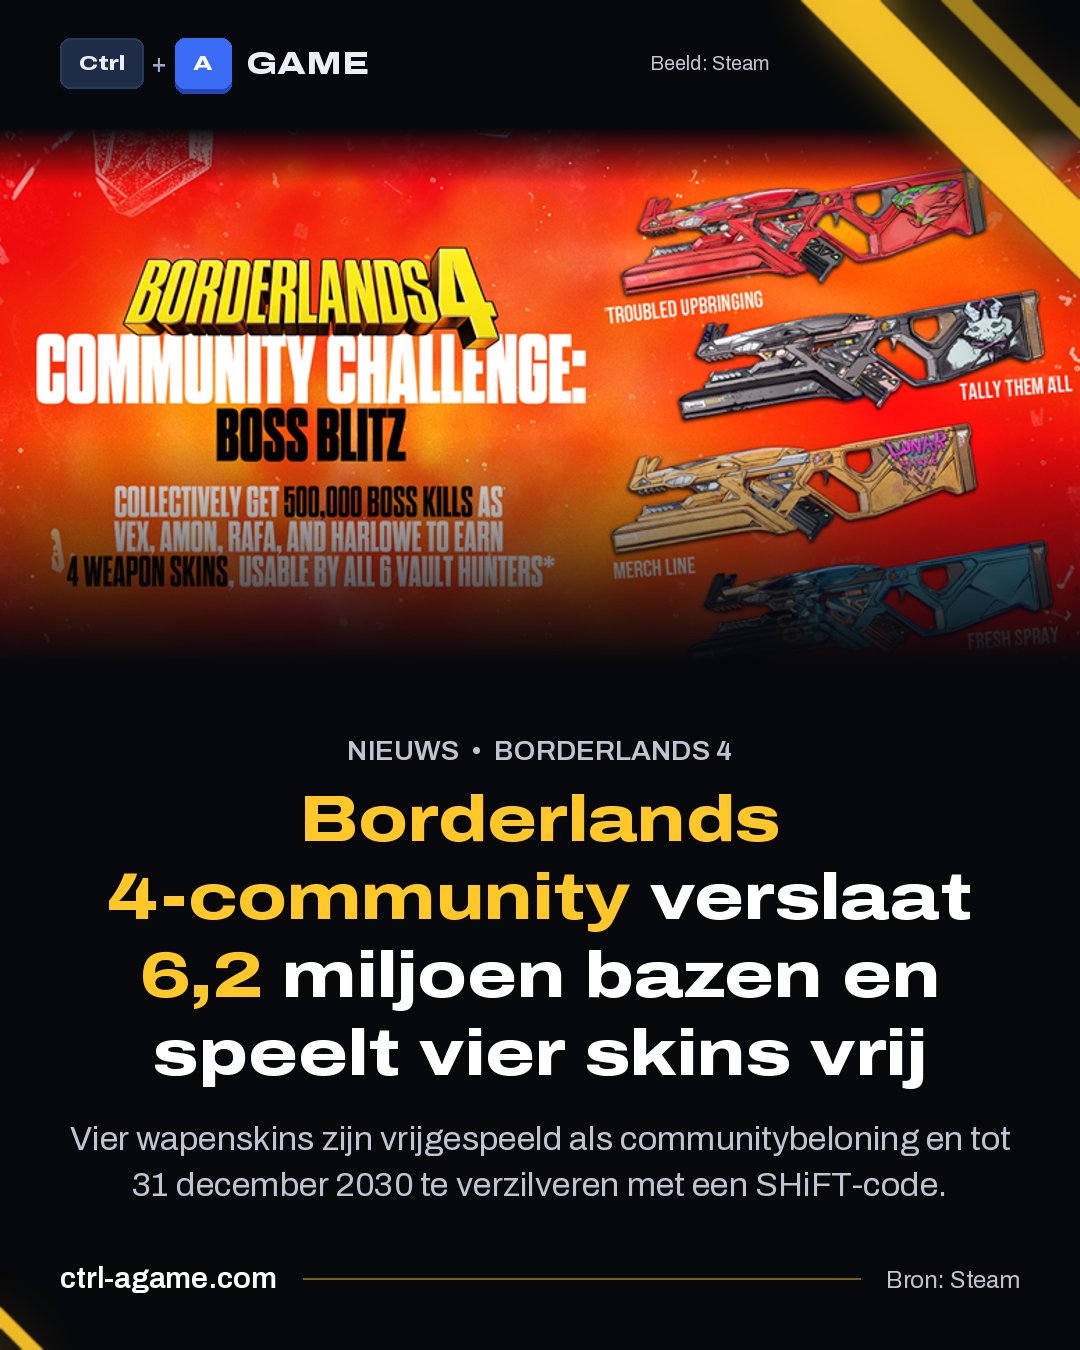 Ctrl + A GAME
Beeld: Steam
BORDERLANDS 4
COMMUNITY CHALLENGE:
BOSS BLITZ
COLLECTIVELY GET 500,000 BOSS KILLS AS
VEX, AMON, RAFA, AND HARLOWE TO EARN
4 WEAPON SKINS, USABLE BY ALL 6 VAULT HUNTERS*
TROUBLED UPBRINGING
TALLY THEM ALL
MERCH LINE
FRESH SPRAY
NIEUWS • BORDERLANDS 4
Borderlands
4-community verslaat
6,2 miljoen bazen en
speelt vier skins vrij
Vier wapenskins zijn vrijgespeeld als communitybeloning en tot
31 december 2030 te verzilveren met een SHiFT-code.
ctrl-agame.com
Bron: Steam